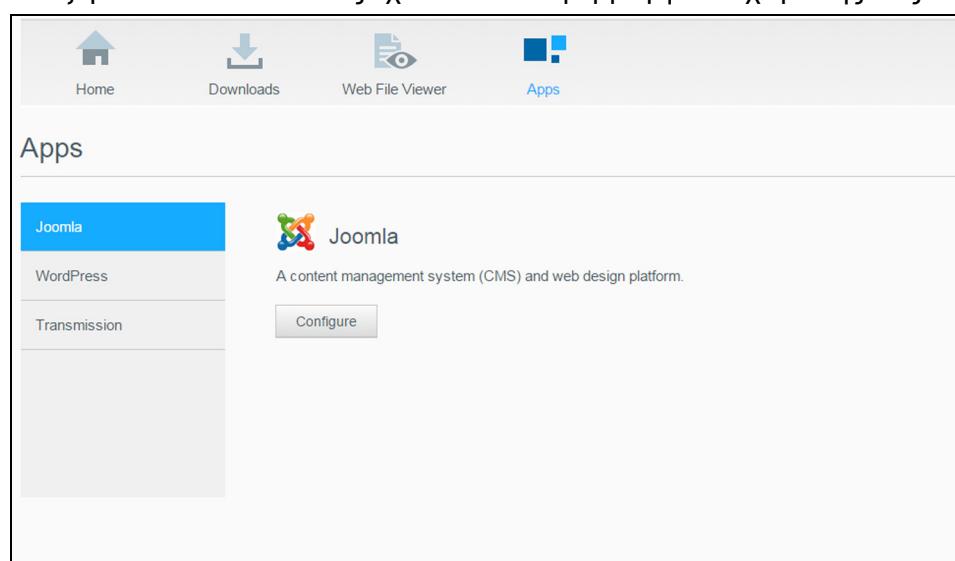 Home Downloads Web File Viewer Apps
Apps
Joomla
WordPress
Transmission
Joomla
A content management system (CMS) and web design platform.
Configure